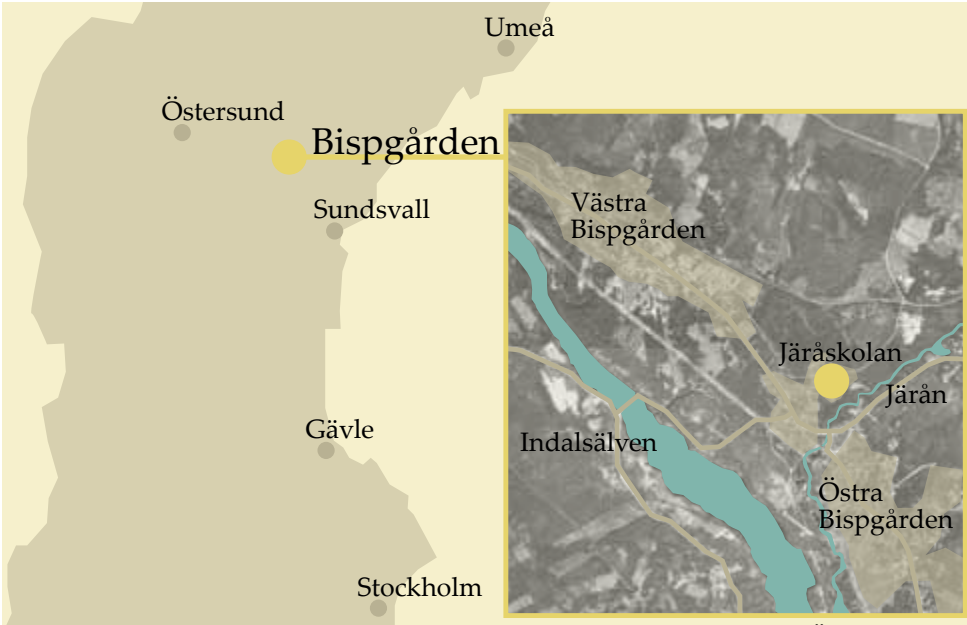 Umeå
Östersund
Bispgården
Sundsvall
Gävle
Stockholm
Västra
Bispgården
Järåskolan
Järån
Indalsälven
Östra
Bispgården